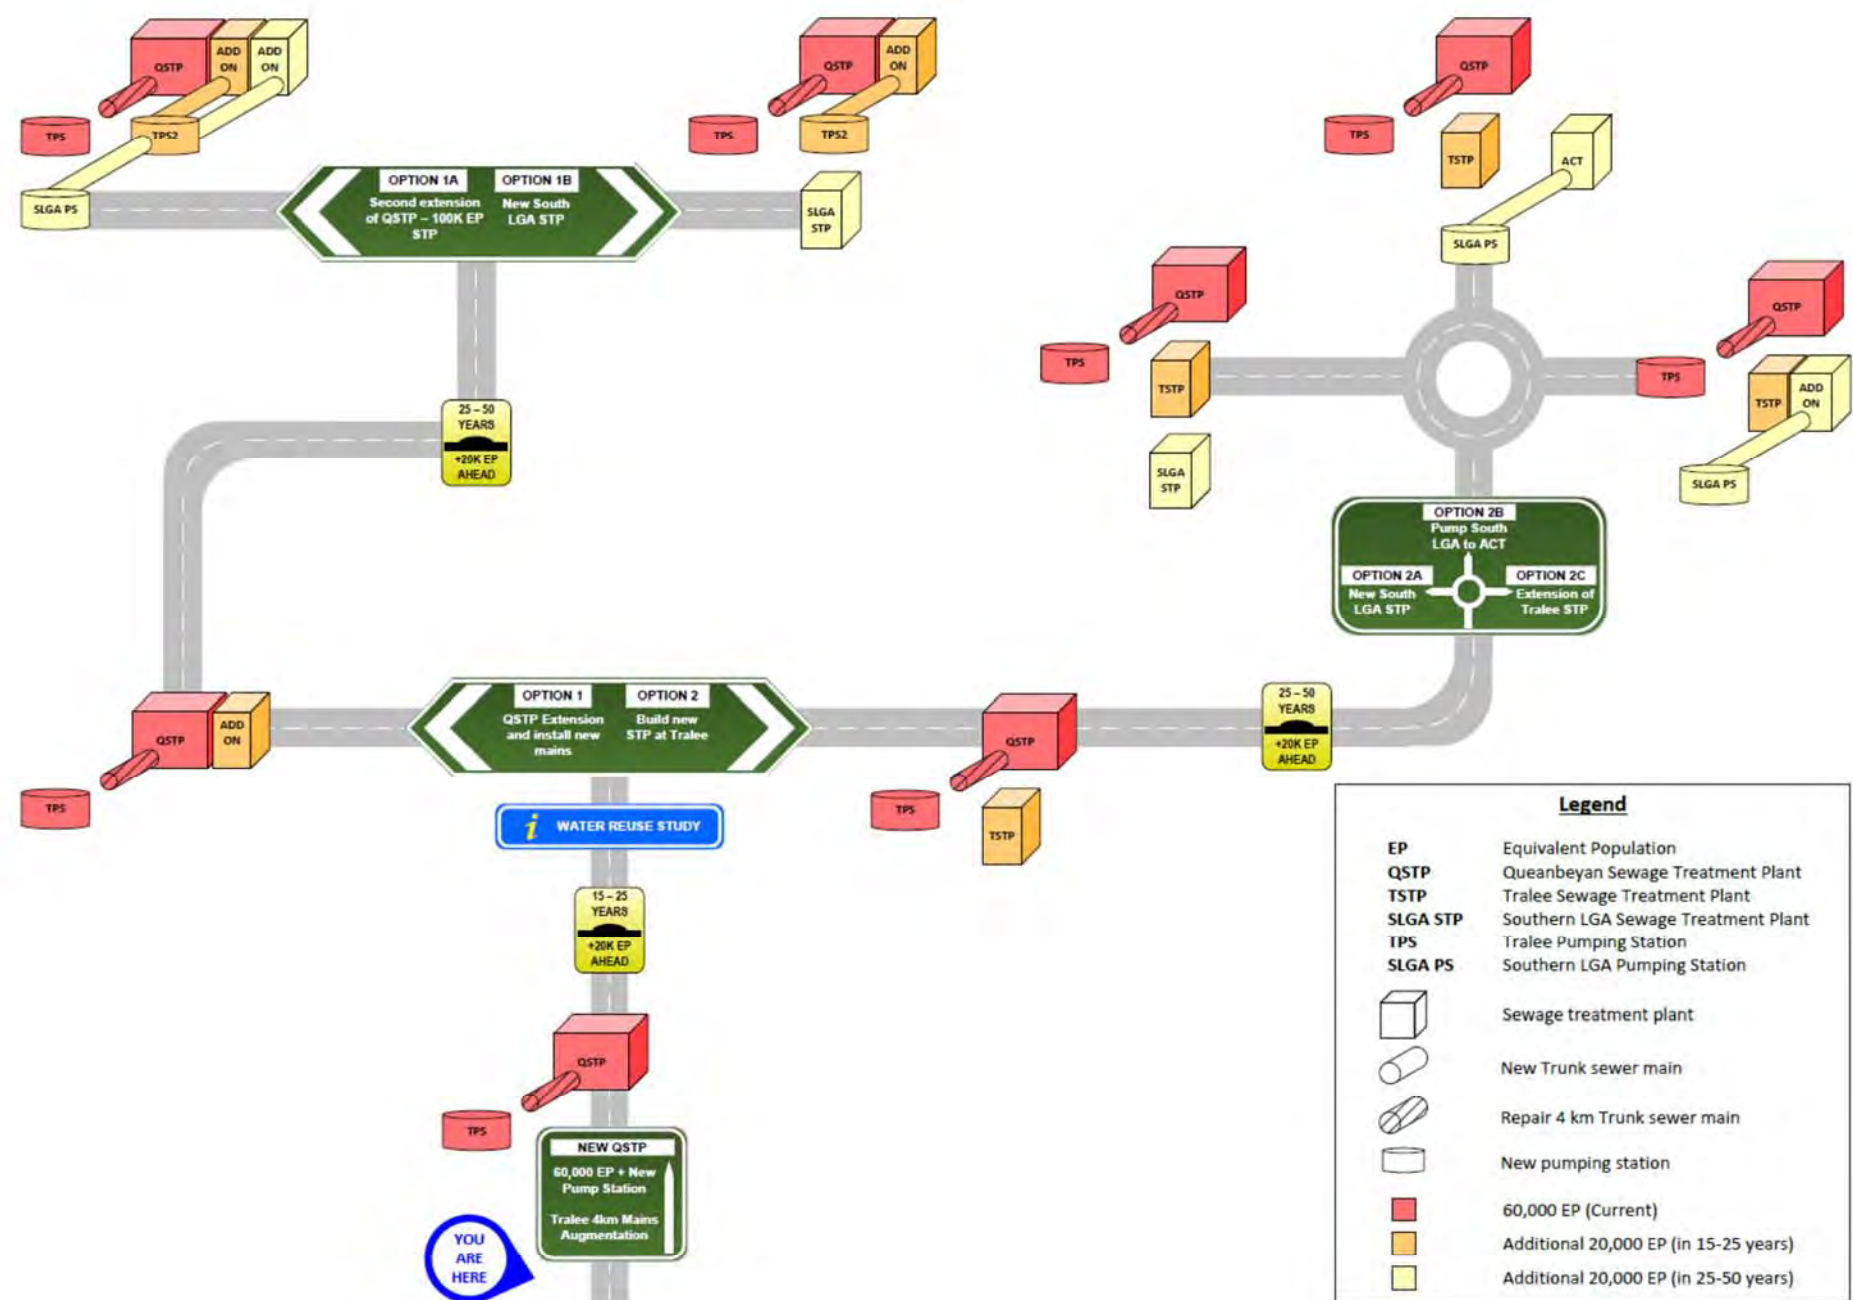 QSTP
ADD
ON
ADD
ON
TPS
TPS2
SLGA PS
OPTION 1A
Second extension
of QSTP – 100K EP
STP
OPTION 1B
New South
LGA STP
QSTP
ADD
ON
TPS
TPS2
SLGA
STP
QSTP
TPS
TSTP
ACT
SLGA PS
QSTP
TPS
TSTP
SLGA
STP
QSTP
TPS
TSTP
ADD
ON
SLGA PS
25 – 50
YEARS
+20K EP
AHEAD
OPTION 2B
Pump South
LGA to ACT
OPTION 2A
New South
LGA STP
OPTION 2C
Extension of
Tralee STP
QSTP
ADD
ON
TPS
OPTION 1
QSTP Extension
and install new
mains
OPTION 2
Build new
STP at Tralee
QSTP
TPS
TSTP
25 – 50
YEARS
+20K EP
AHEAD
i WATER REUSE STUDY
15 – 25
YEARS
+20K EP
AHEAD
QSTP
TPS
NEW QSTP
60,000 EP + New
Pump Station
Tralee 4km Mains
Augmentation
YOU
ARE
HERE
Legend
EP Equivalent Population
QSTP Queanbeyan Sewage Treatment Plant
TSTP Tralee Sewage Treatment Plant
SLGA STP Southern LGA Sewage Treatment Plant
TPS Tralee Pumping Station
SLGA PS Southern LGA Pumping Station
Sewage treatment plant
New Trunk sewer main
Repair 4 km Trunk sewer main
New pumping station
60,000 EP (Current)
Additional 20,000 EP (in 15-25 years)
Additional 20,000 EP (in 25-50 years)